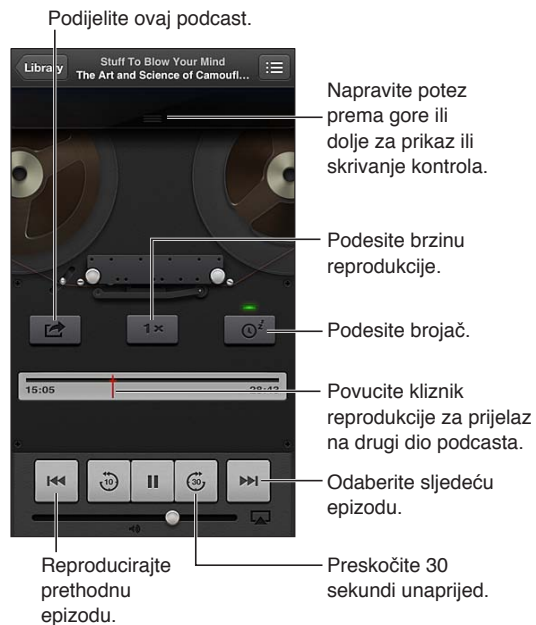 Podijelite ovaj podcast.
Library
Stuff To Blow Your Mind
The Art and Science of Camoufl...
Napravite potez
prema gore ili
dolje za prikaz ili
skrivanje kontrola.
Podesite brzinu
reprodukcije.
1×
z
Podesite brojač.
15:05
28:43
Povucite kliznik
reprodukcije za prijelaz
na drugi dio podcasta.
10
30
Odaberite sljedeću
epizodu.
Reproducirajte
prethodnu
epizodu.
Preskočite 30
sekundi unaprijed.